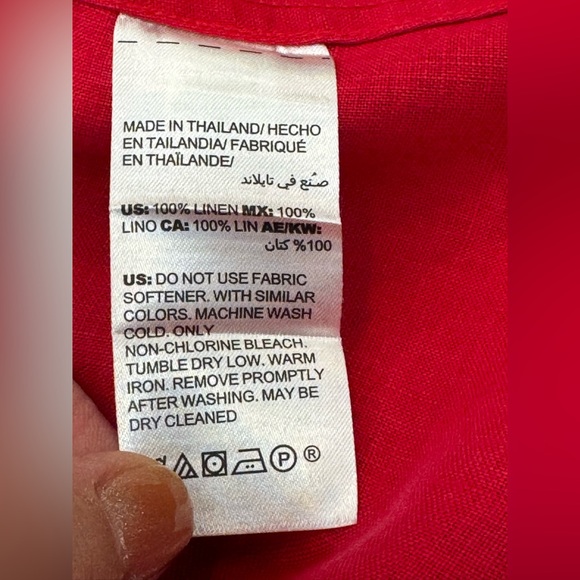 MADE IN THAILAND/ HECHO
EN TAILANDIA/ FABRIQUÉ
EN THAÏLANDE/
صُنع في تايلاند
US: 100% LINEN MX: 100%
LINO CA: 100% LIN AE/KW:
100% كتان
US: DO NOT USE FABRIC
SOFTENER. WITH SIMILAR
COLORS. MACHINE WASH
COLD. ONLY
NON-CHLORINE BLEACH.
TUMBLE DRY LOW. WARM
IRON. REMOVE PROMPTLY
AFTER WASHING. MAY BE
DRY CLEANED
P ®